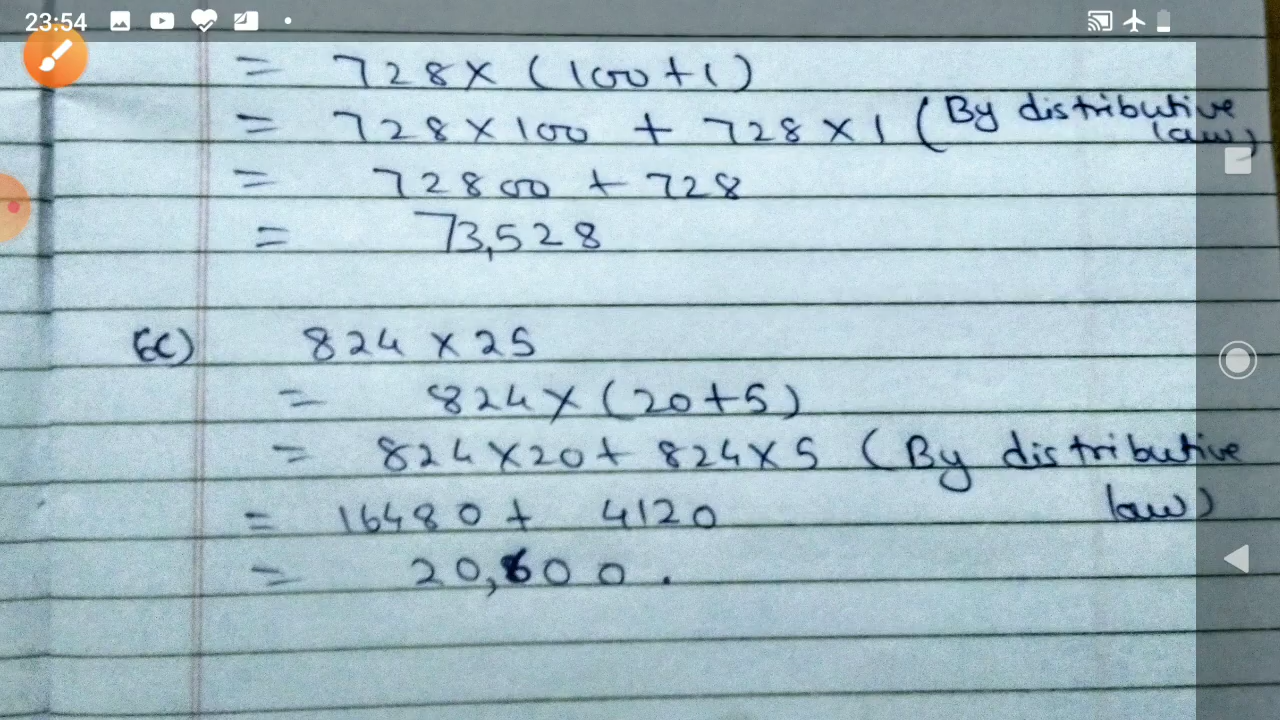 23:54
= 728 × (100+1)
= 728 × 100 + 728 × 1 (By distributive law)
= 72800 + 728
= 73,528
(c) 824 × 25
= 824 × (20+5)
= 824 × 20 + 824 × 5 (By distributive law)
= 16480 + 4120
= 20,600.